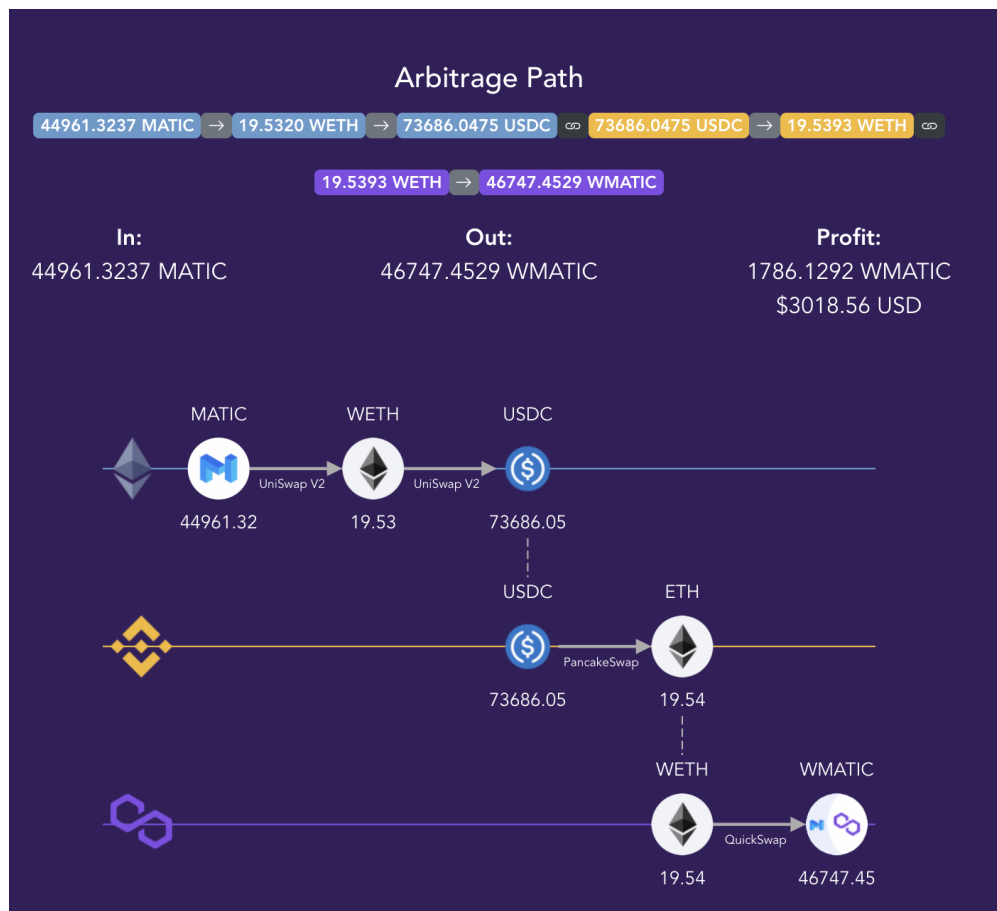 Arbitrage Path
44961.3237 MATIC → 19.5320 WETH → 73686.0475 USDC 73686.0475 USDC → 19.5393 WETH
19.5393 WETH → 46747.4529 WMATIC
In: Out: Profit:
44961.3237 MATIC 46747.4529 WMATIC 1786.1292 WMATIC
$3018.56 USD
MATIC WETH USDC
UniSwap V2 UniSwap V2
44961.32 19.53 73686.05
USDC ETH
PancakeSwap
73686.05 19.54
WETH WMATIC
QuickSwap
19.54 46747.45